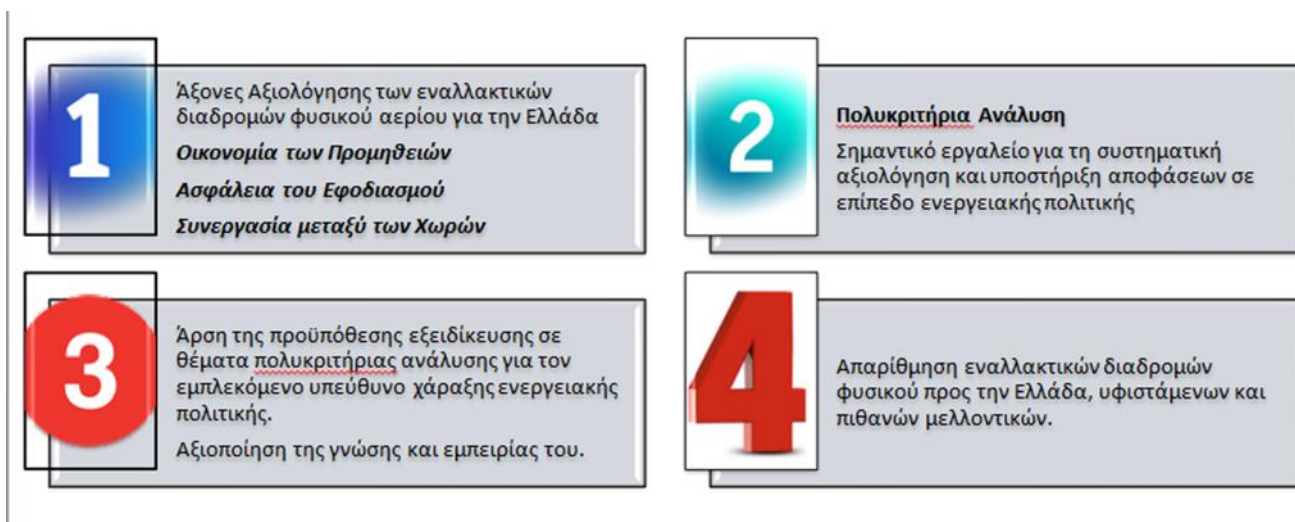 1
Άξονες Αξιολόγησης των εναλλακτικών
διαδρομών φυσικού αερίου για την Ελλάδα
Οικονομία των Προμηθειών
Ασφάλεια του Εφοδιασμού
Συνεργασία μεταξύ των Χωρών
2
Πολυκριτήρια Ανάλυση
Σημαντικό εργαλείο για τη συστηματική
αξιολόγηση και υποστήριξη αποφάσεων σε
επίπεδο ενεργειακής πολιτικής
3
Άρση της προϋπόθεσης εξειδίκευσης σε
θέματα πολυκριτήριας ανάλυσης για τον
εμπλεκόμενο υπεύθυνο χάραξης ενεργειακής
πολιτικής.
Αξιοποίηση της γνώσης και εμπειρίας του.
4
Απαρίθμηση εναλλακτικών διαδρομών
φυσικού προς την Ελλάδα, υφιστάμενων και
πιθανών μελλοντικών.